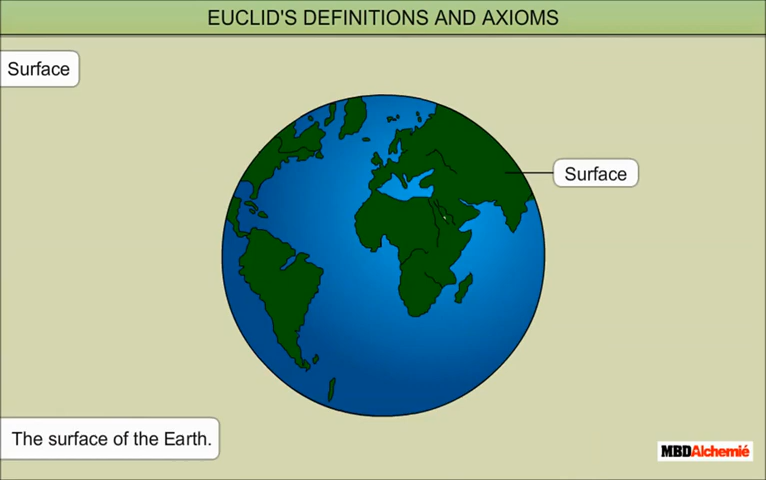 EUCLID'S DEFINITIONS AND AXIOMS
Surface
Surface
The surface of the Earth.
MBDAlchemié